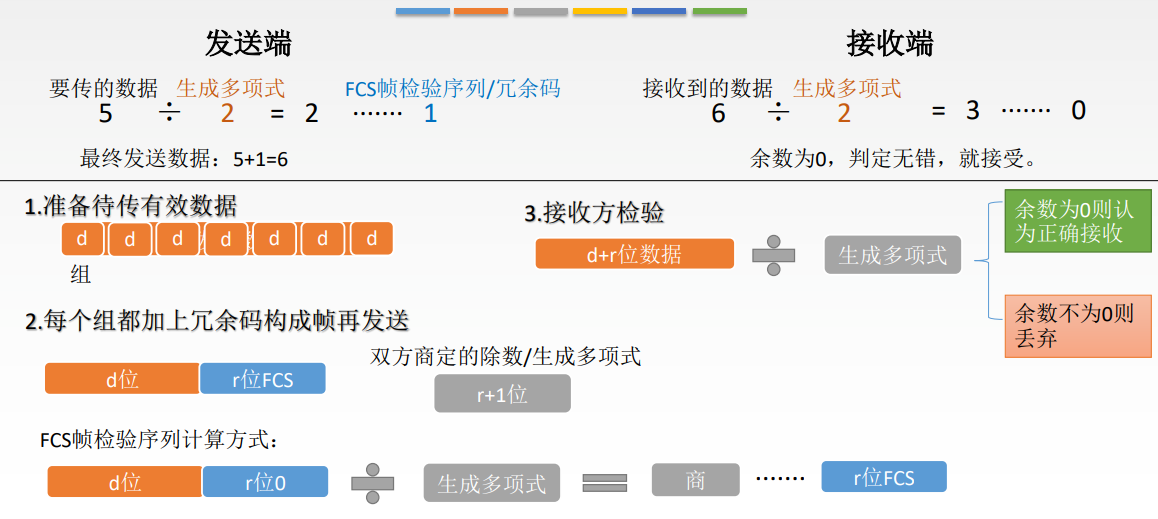 发送端
要传的数据 生成多项式 FCS帧检验序列/冗余码
5 ÷ 2 = 2 ······· 1
最终发送数据：5+1=6
接收端
接收到的数据 生成多项式
6 ÷ 2 = 3 ······· 0
余数为0，判定无错，就接受。
1.准备待传有效数据
d d d d d d d
组
2.每个组都加上冗余码构成帧再发送
d位 r位FCS
双方商定的除数/生成多项式
r+1位
FCS帧检验序列计算方式：
d位 r位0 ÷ 生成多项式 = 商 ······· r位FCS
3.接收方检验
d+r位数据 ÷ 生成多项式
余数为0则认
为正确接收
余数不为0则
丢弃